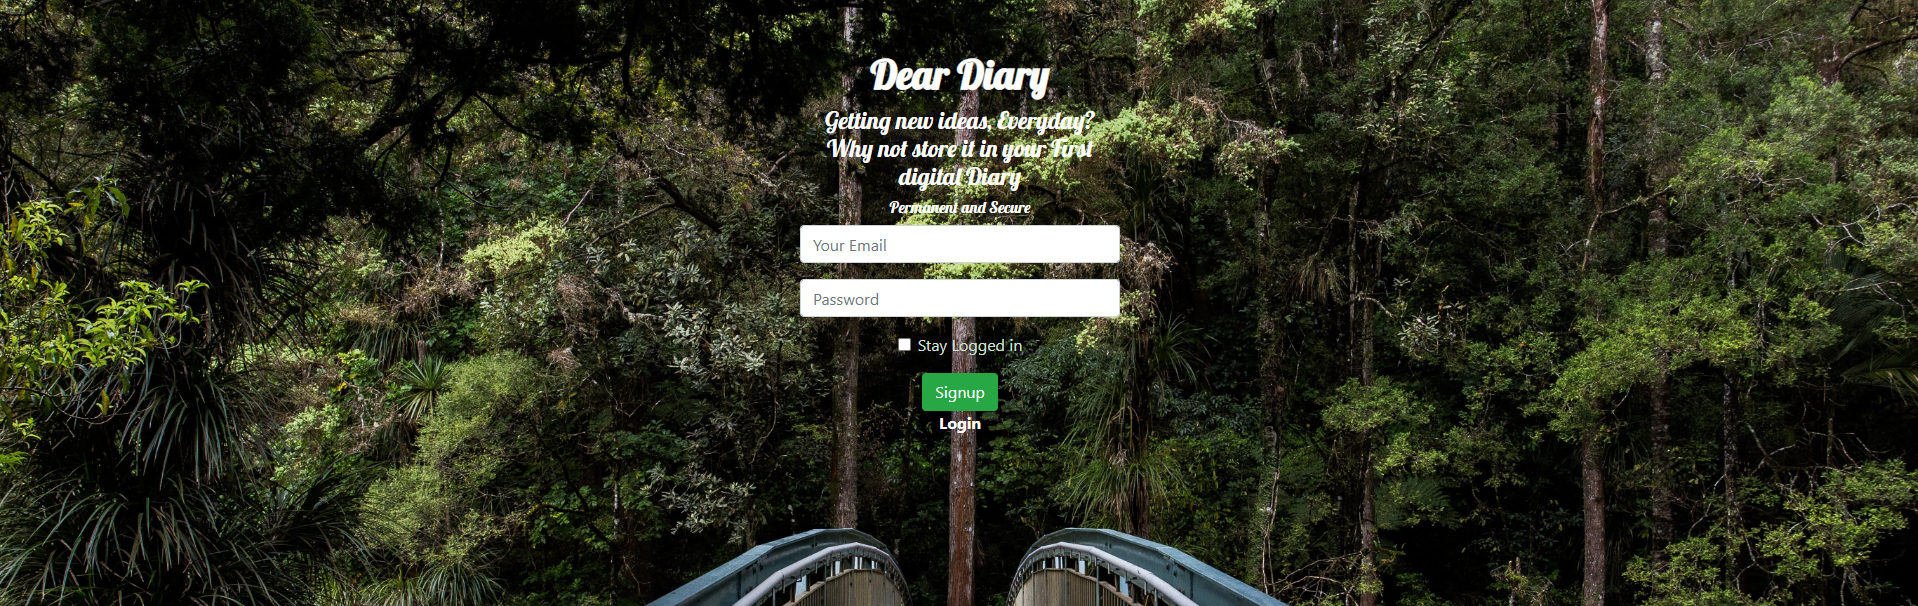 Dear Diary
Getting new ideas, Everyday?
Why not store it in your First
digital Diary
Permanent and Secure
Your Email
Password
Stay Logged in
Signup
Login